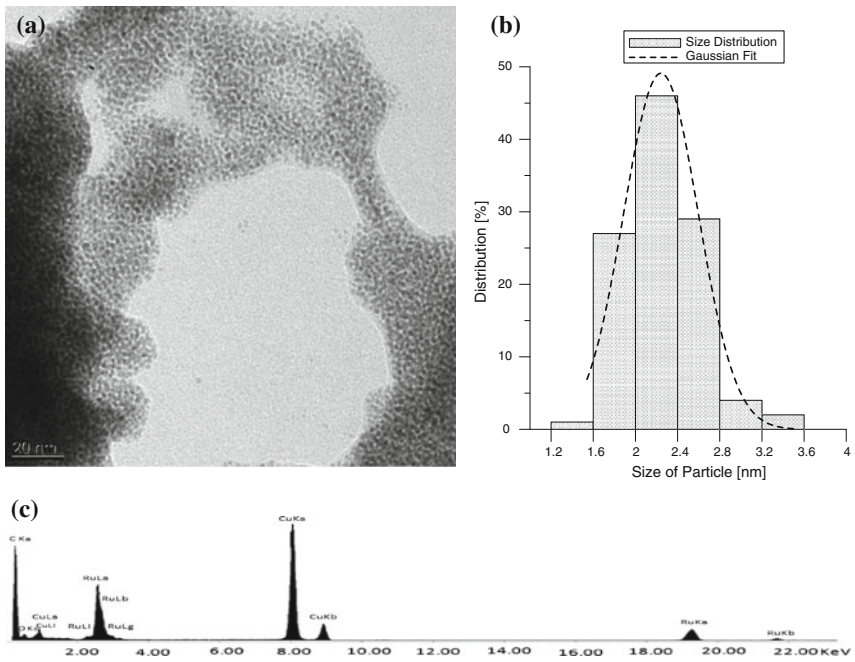 (a)
20 nm
(b)
Size Distribution
Gaussian Fit
50
40
30
20
10
0
Distribution [%]
1.2 1.6 2 2.4 2.8 3.2 3.6 4
Size of Particle [nm]
(c)
C Ka
O Ka
CuLa
CuLl
RuLl
RuLa
RuLb
RuLg
CuKa
CuKb
RuKa
RuKb
2.00 4.00 6.00 8.00 10.00 12.00 14.00 16.00 18.00 20.00 22.00 KeV